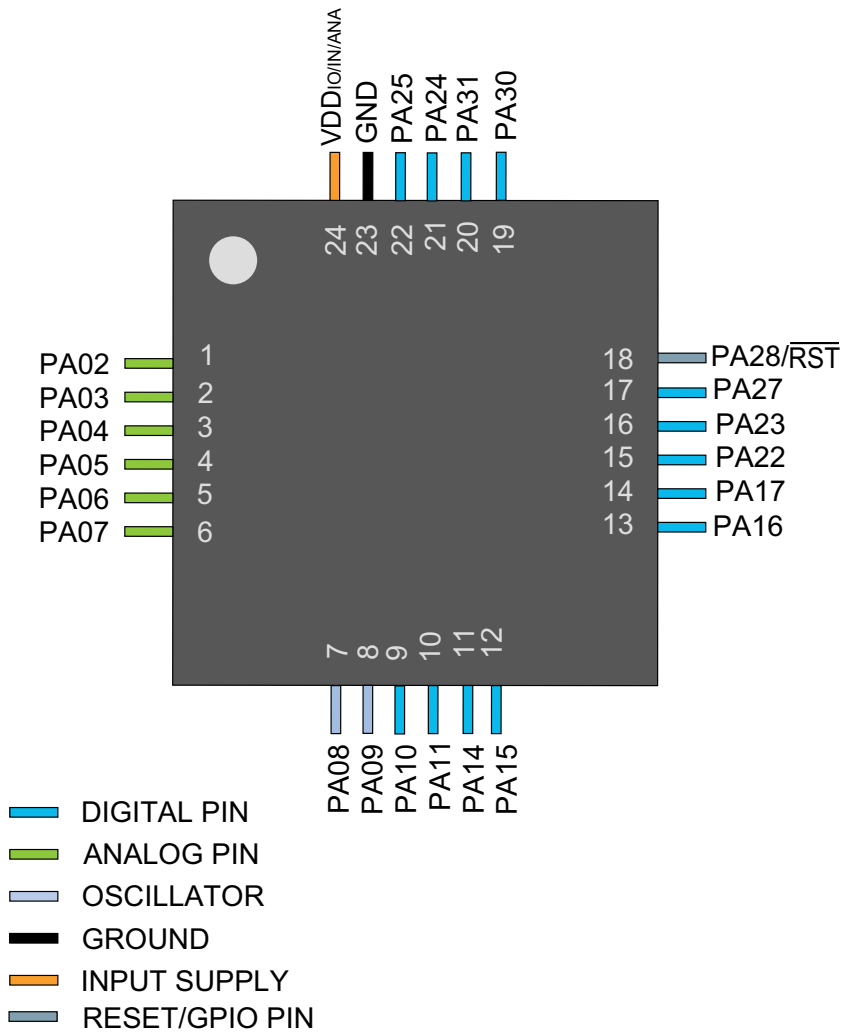 VDDIO/IN/ANA
GND
PA25
PA24
PA31
PA30
24
23
22
21
20
19
PA02 1
PA03 2
PA04 3
PA05 4
PA06 5
PA07 6
18 PA28/R̅S̅T̅
17 PA27
16 PA23
15 PA22
14 PA17
13 PA16
7
8
9
10
11
12
PA08
PA09
PA10
PA11
PA14
PA15
DIGITAL PIN
ANALOG PIN
OSCILLATOR
GROUND
INPUT SUPPLY
RESET/GPIO PIN